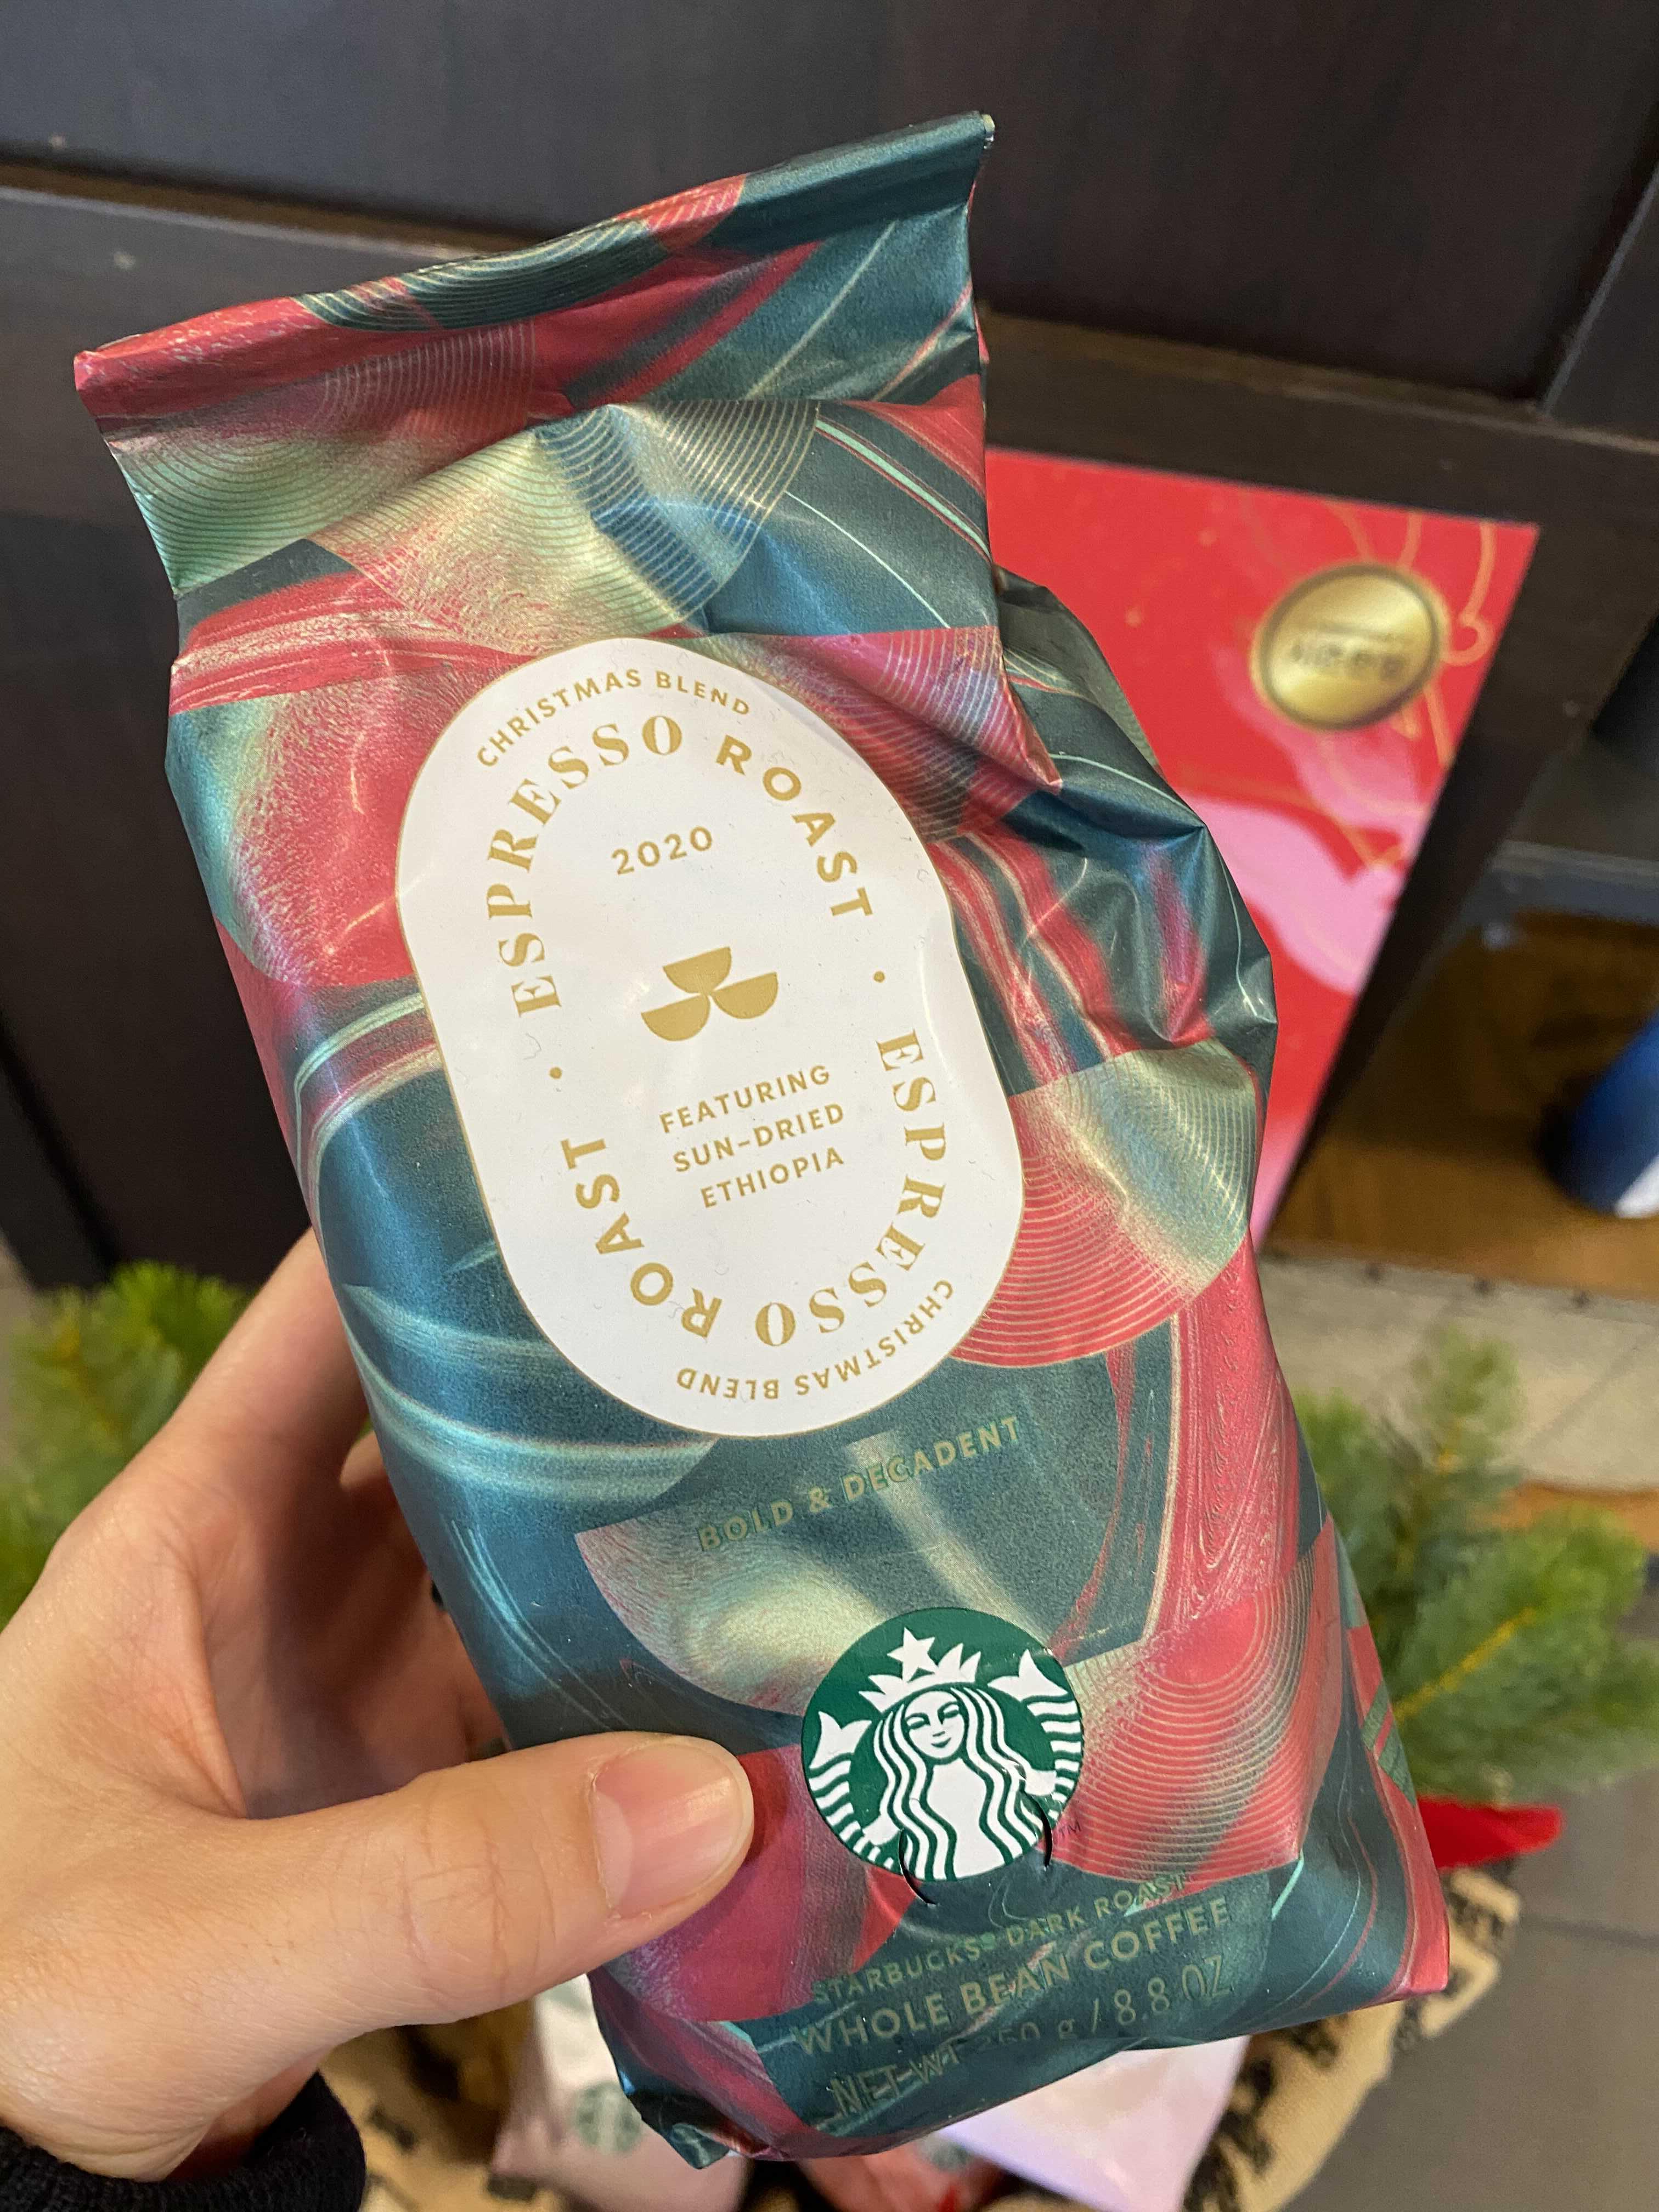 CHRISTMAS BLEND
ESPRESSO ROAST
2020
FEATURING
SUN-DRIED
ETHIOPIA
ESPRESSO ROAST
CHRISTMAS BLEND
BOLD & DECADENT
TM
STARBUCKS® DARK ROAST
WHOLE BEAN COFFEE
NET WT 250 g / 8.8 OZ